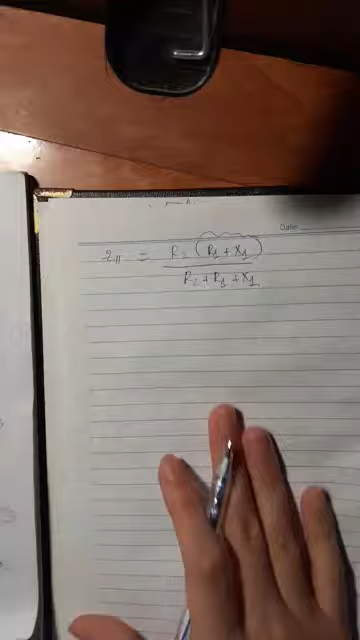 Date:
z₁₁ = R₂ (R₁ + X₁)
R₂ + R₁ + X₁